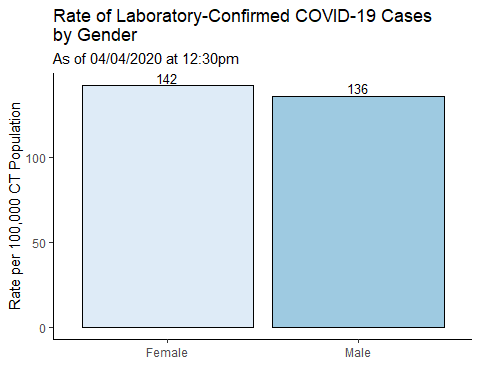 Rate of Laboratory-Confirmed COVID-19 Cases
by Gender
As of 04/04/2020 at 12:30pm
142
136
Rate per 100,000 CT Population
100
50
0
Female
Male